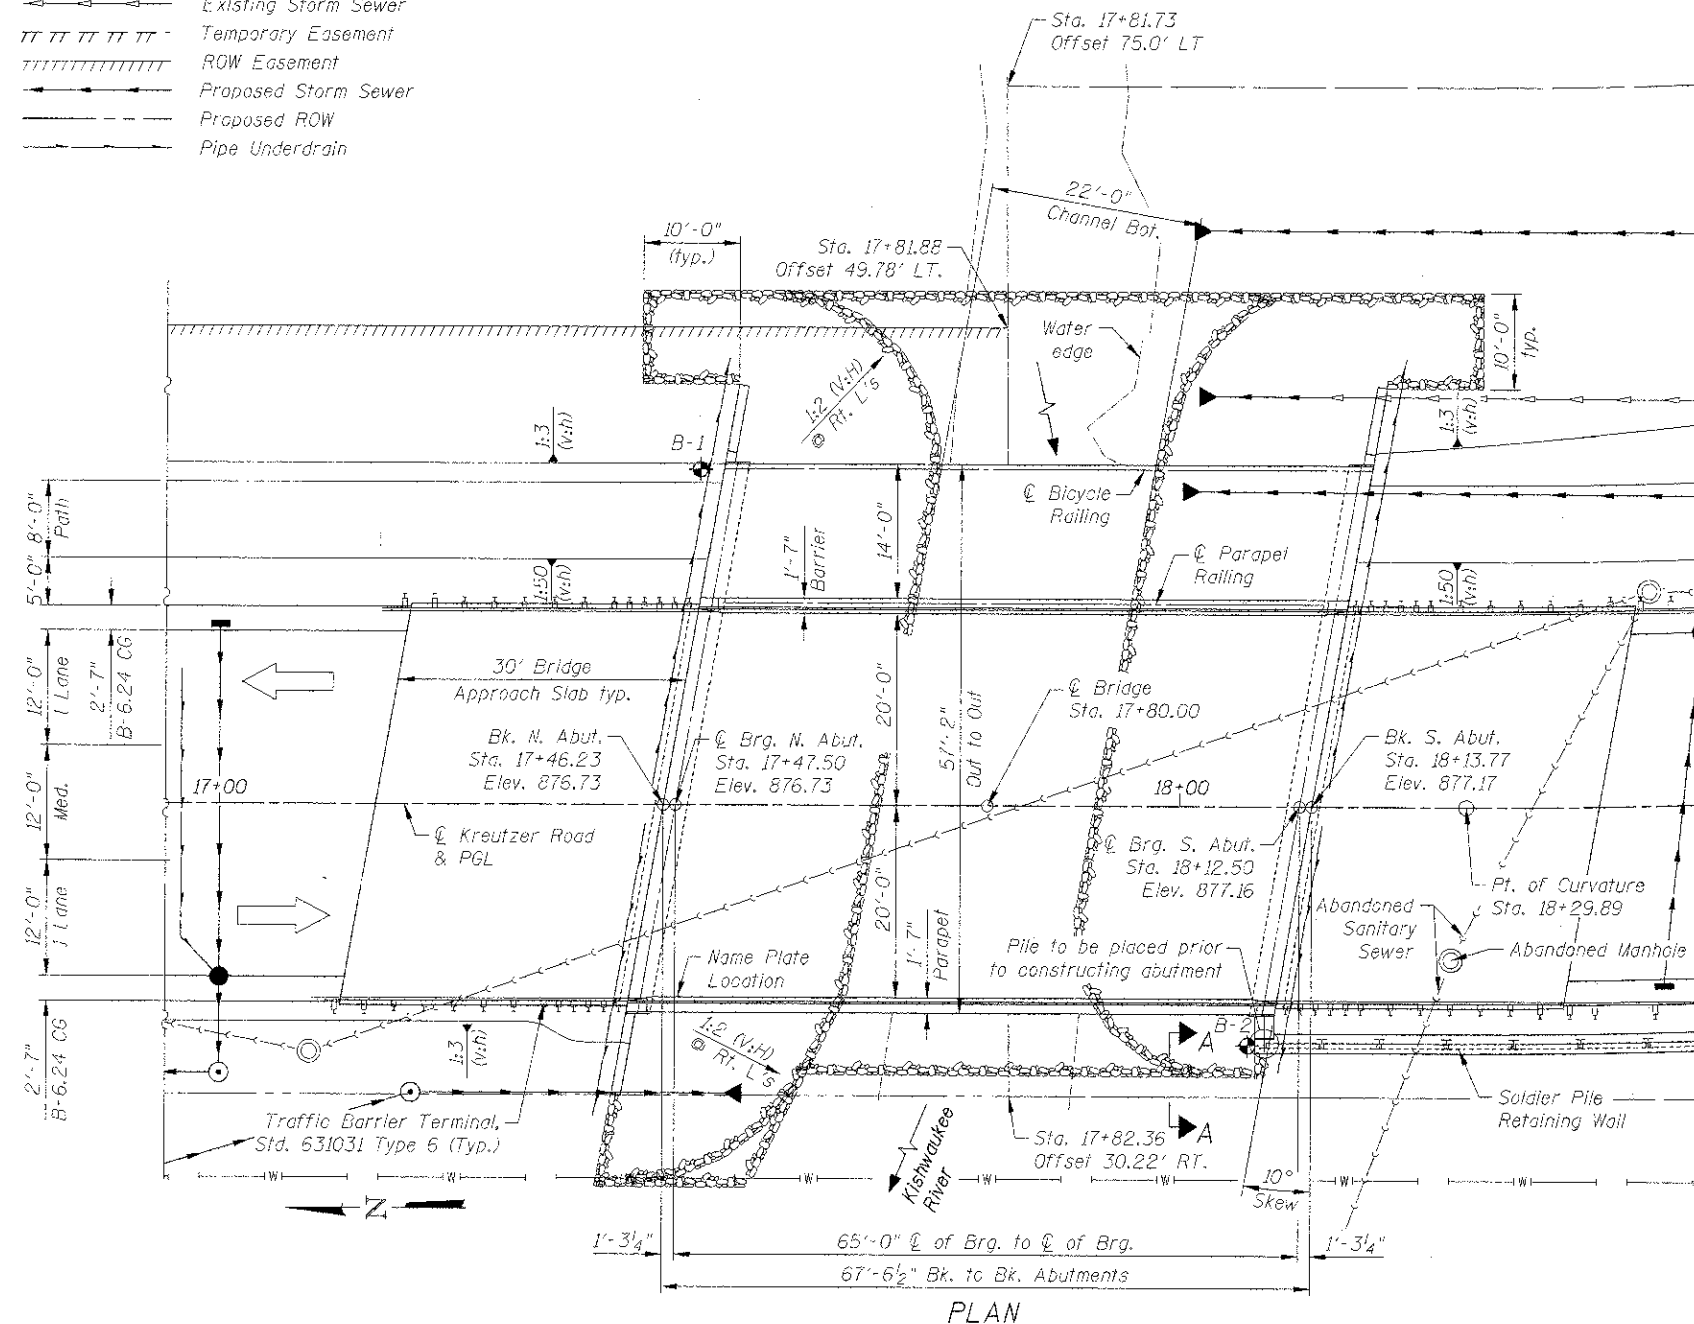 Existing Storm Sewer
Temporary Easement
ROW Easement
Proposed Storm Sewer
Proposed ROW
Pipe Underdrain
Sta. 17+81.73
Offset 75.0' LT
22'-0"
Channel Bot.
10'-0"
(typ.)
Sta. 17+81.88
Offset 49.78' LT.
Water
edge
10'-0"
typ.
1:2 (V:H)
@ Rt. L's
1:3
(v:h)
B-1
1:3
(v:h)
8'-0"
Path
5'-0"
℄ Bicycle
Railing
14'-0"
1'-7"
Barrier
℄ Parapet
Railing
1:50
(v:h)
1:50
(v:h)
12'-0"
1 Lane
2'-7"
B-6.24 CG
30' Bridge
Approach Slab typ.
20'-0"
57'-2"
Out to Out
℄ Bridge
Sta. 17+80.00
Bk. N. Abut.
Sta. 17+46.23
Elev. 876.73
℄ Brg. N. Abut.
Sta. 17+47.50
Elev. 876.73
Bk. S. Abut.
Sta. 18+13.77
Elev. 877.17
12'-0"
Med.
17+00
18+00
℄ Kreutzer Road
& PGL
℄ Brg. S. Abut.
Sta. 18+12.50
Elev. 877.16
Pt. of Curvature
Sta. 18+29.89
12'-0"
1 Lane
20'-0"
1'-7"
Parapet
Abandoned
Sanitary
Sewer
Abandoned Manhole
Name Plate
Location
Pile to be placed prior
to constructing abutment
2'-7"
B-6.24 CG
1:3
(v:h)
1:2 (V:H)
@ Rt. L's
B-2
A
A
Soldier Pile
Retaining Wall
Traffic Barrier Terminal,
Std. 631031 Type 6 (Typ.)
Kishwaukee
River
Sta. 17+82.36
Offset 30.22' RT.
10°
Skew
W W W W W W W
Z
1'-3¼"
65'-0" ℄ of Brg. to ℄ of Brg.
1'-3¼"
67'-6½" Bk. to Bk. Abutments
PLAN